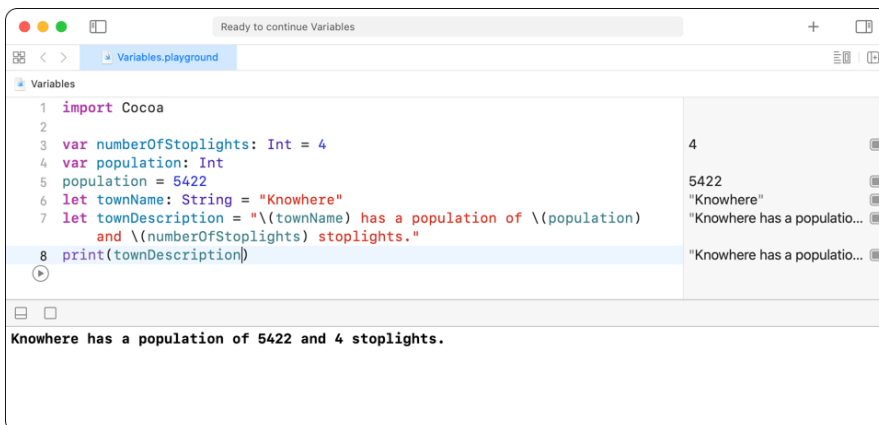 Ready to continue Variables
Variables.playground
Variables
1 import Cocoa
2
3 var numberOfStoplights: Int = 4
4
4 var population: Int
5 population = 5422
5422
6 let townName: String = "Knowhere"
"Knowhere"
7 let townDescription = "\(townName) has a population of \(population)
"Knowhere has a populatio...
and \(numberOfStoplights) stoplights."
8 print(townDescription)
"Knowhere has a populatio...
Knowhere has a population of 5422 and 4 stoplights.